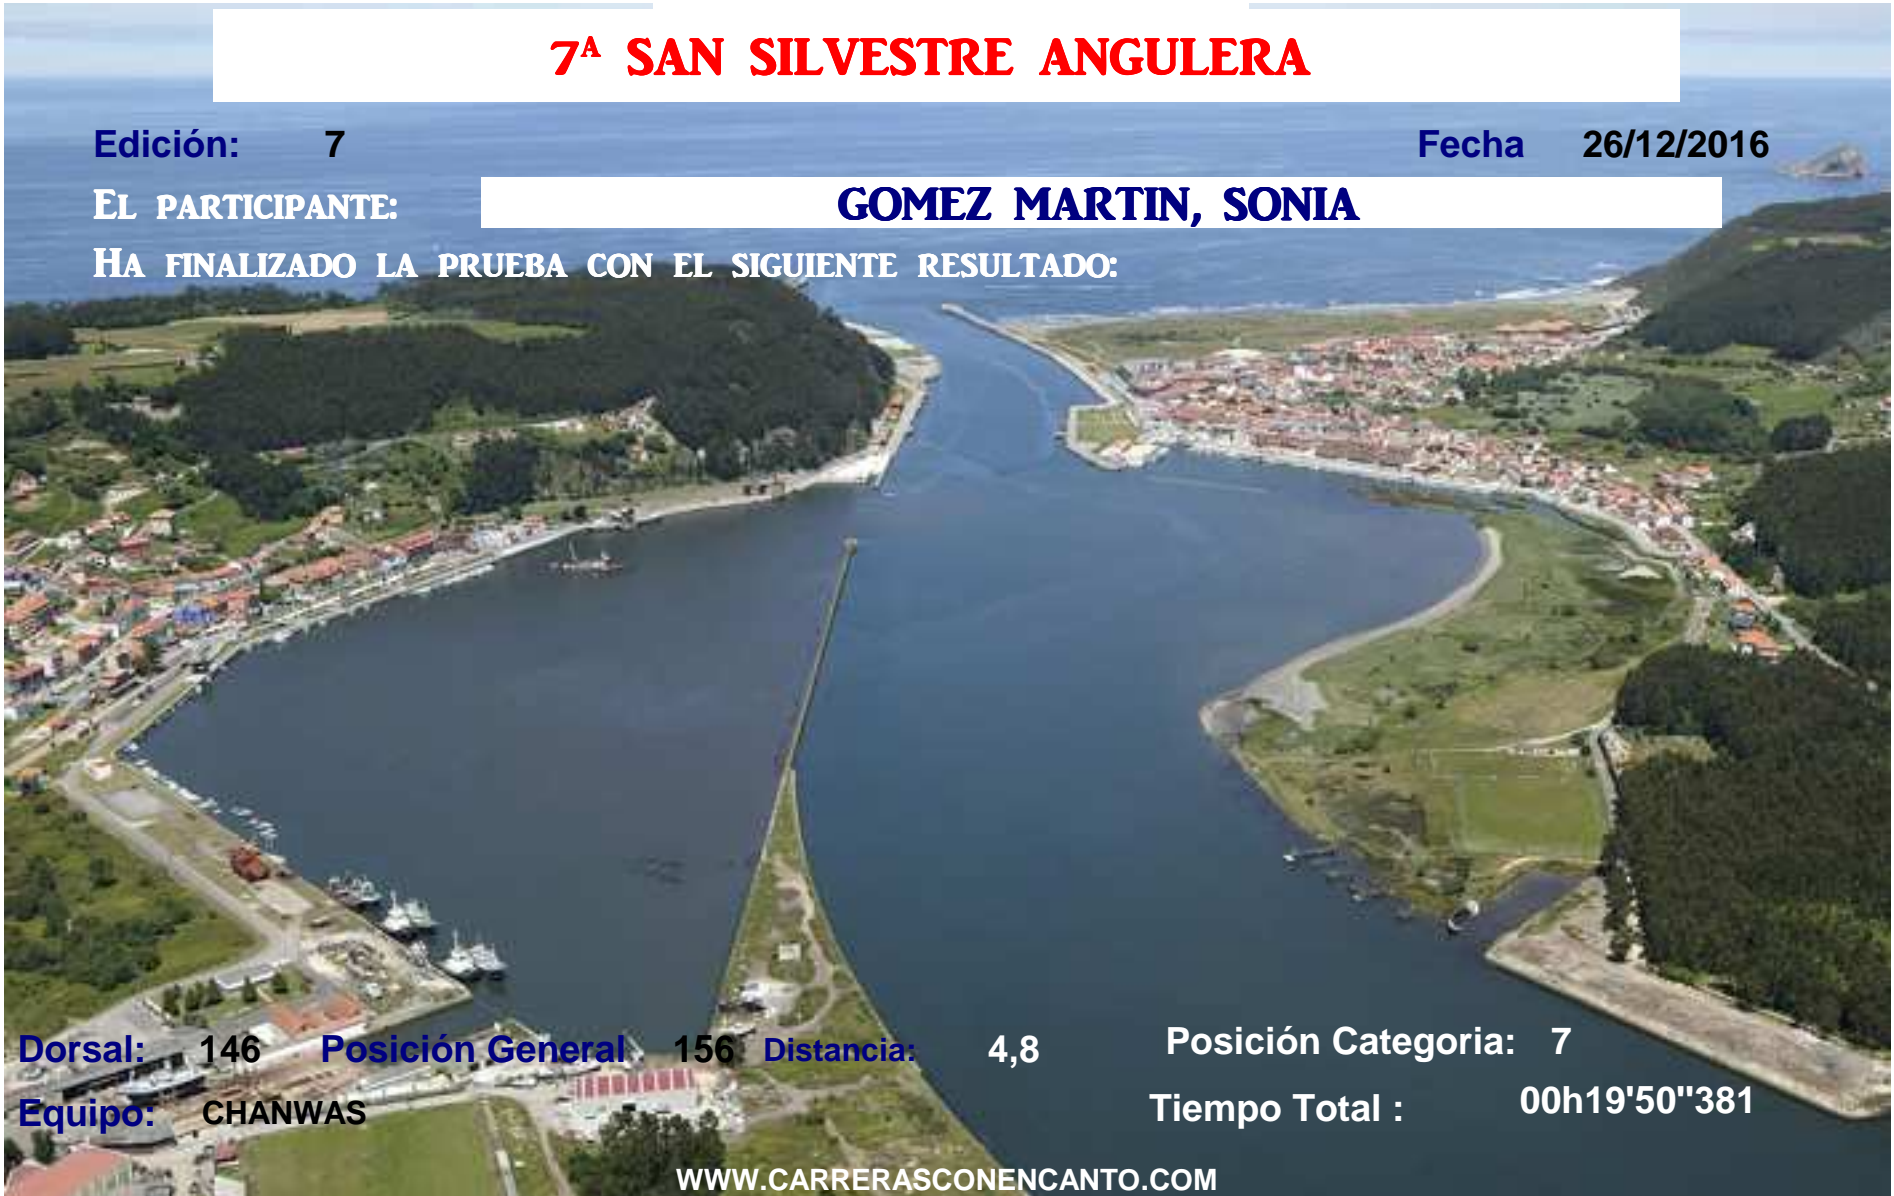 7ª SAN SILVESTRE ANGULERA
Edición: 7 Fecha 26/12/2016
EL PARTICIPANTE: GOMEZ MARTIN, SONIA
HA FINALIZADO LA PRUEBA CON EL SIGUIENTE RESULTADO:
Dorsal: 146 Posición General 156 Distancia: 4,8 Posición Categoria: 7
Equipo: CHANWAS Tiempo Total : 00h19'50"381
WWW.CARRERASCONENCANTO.COM